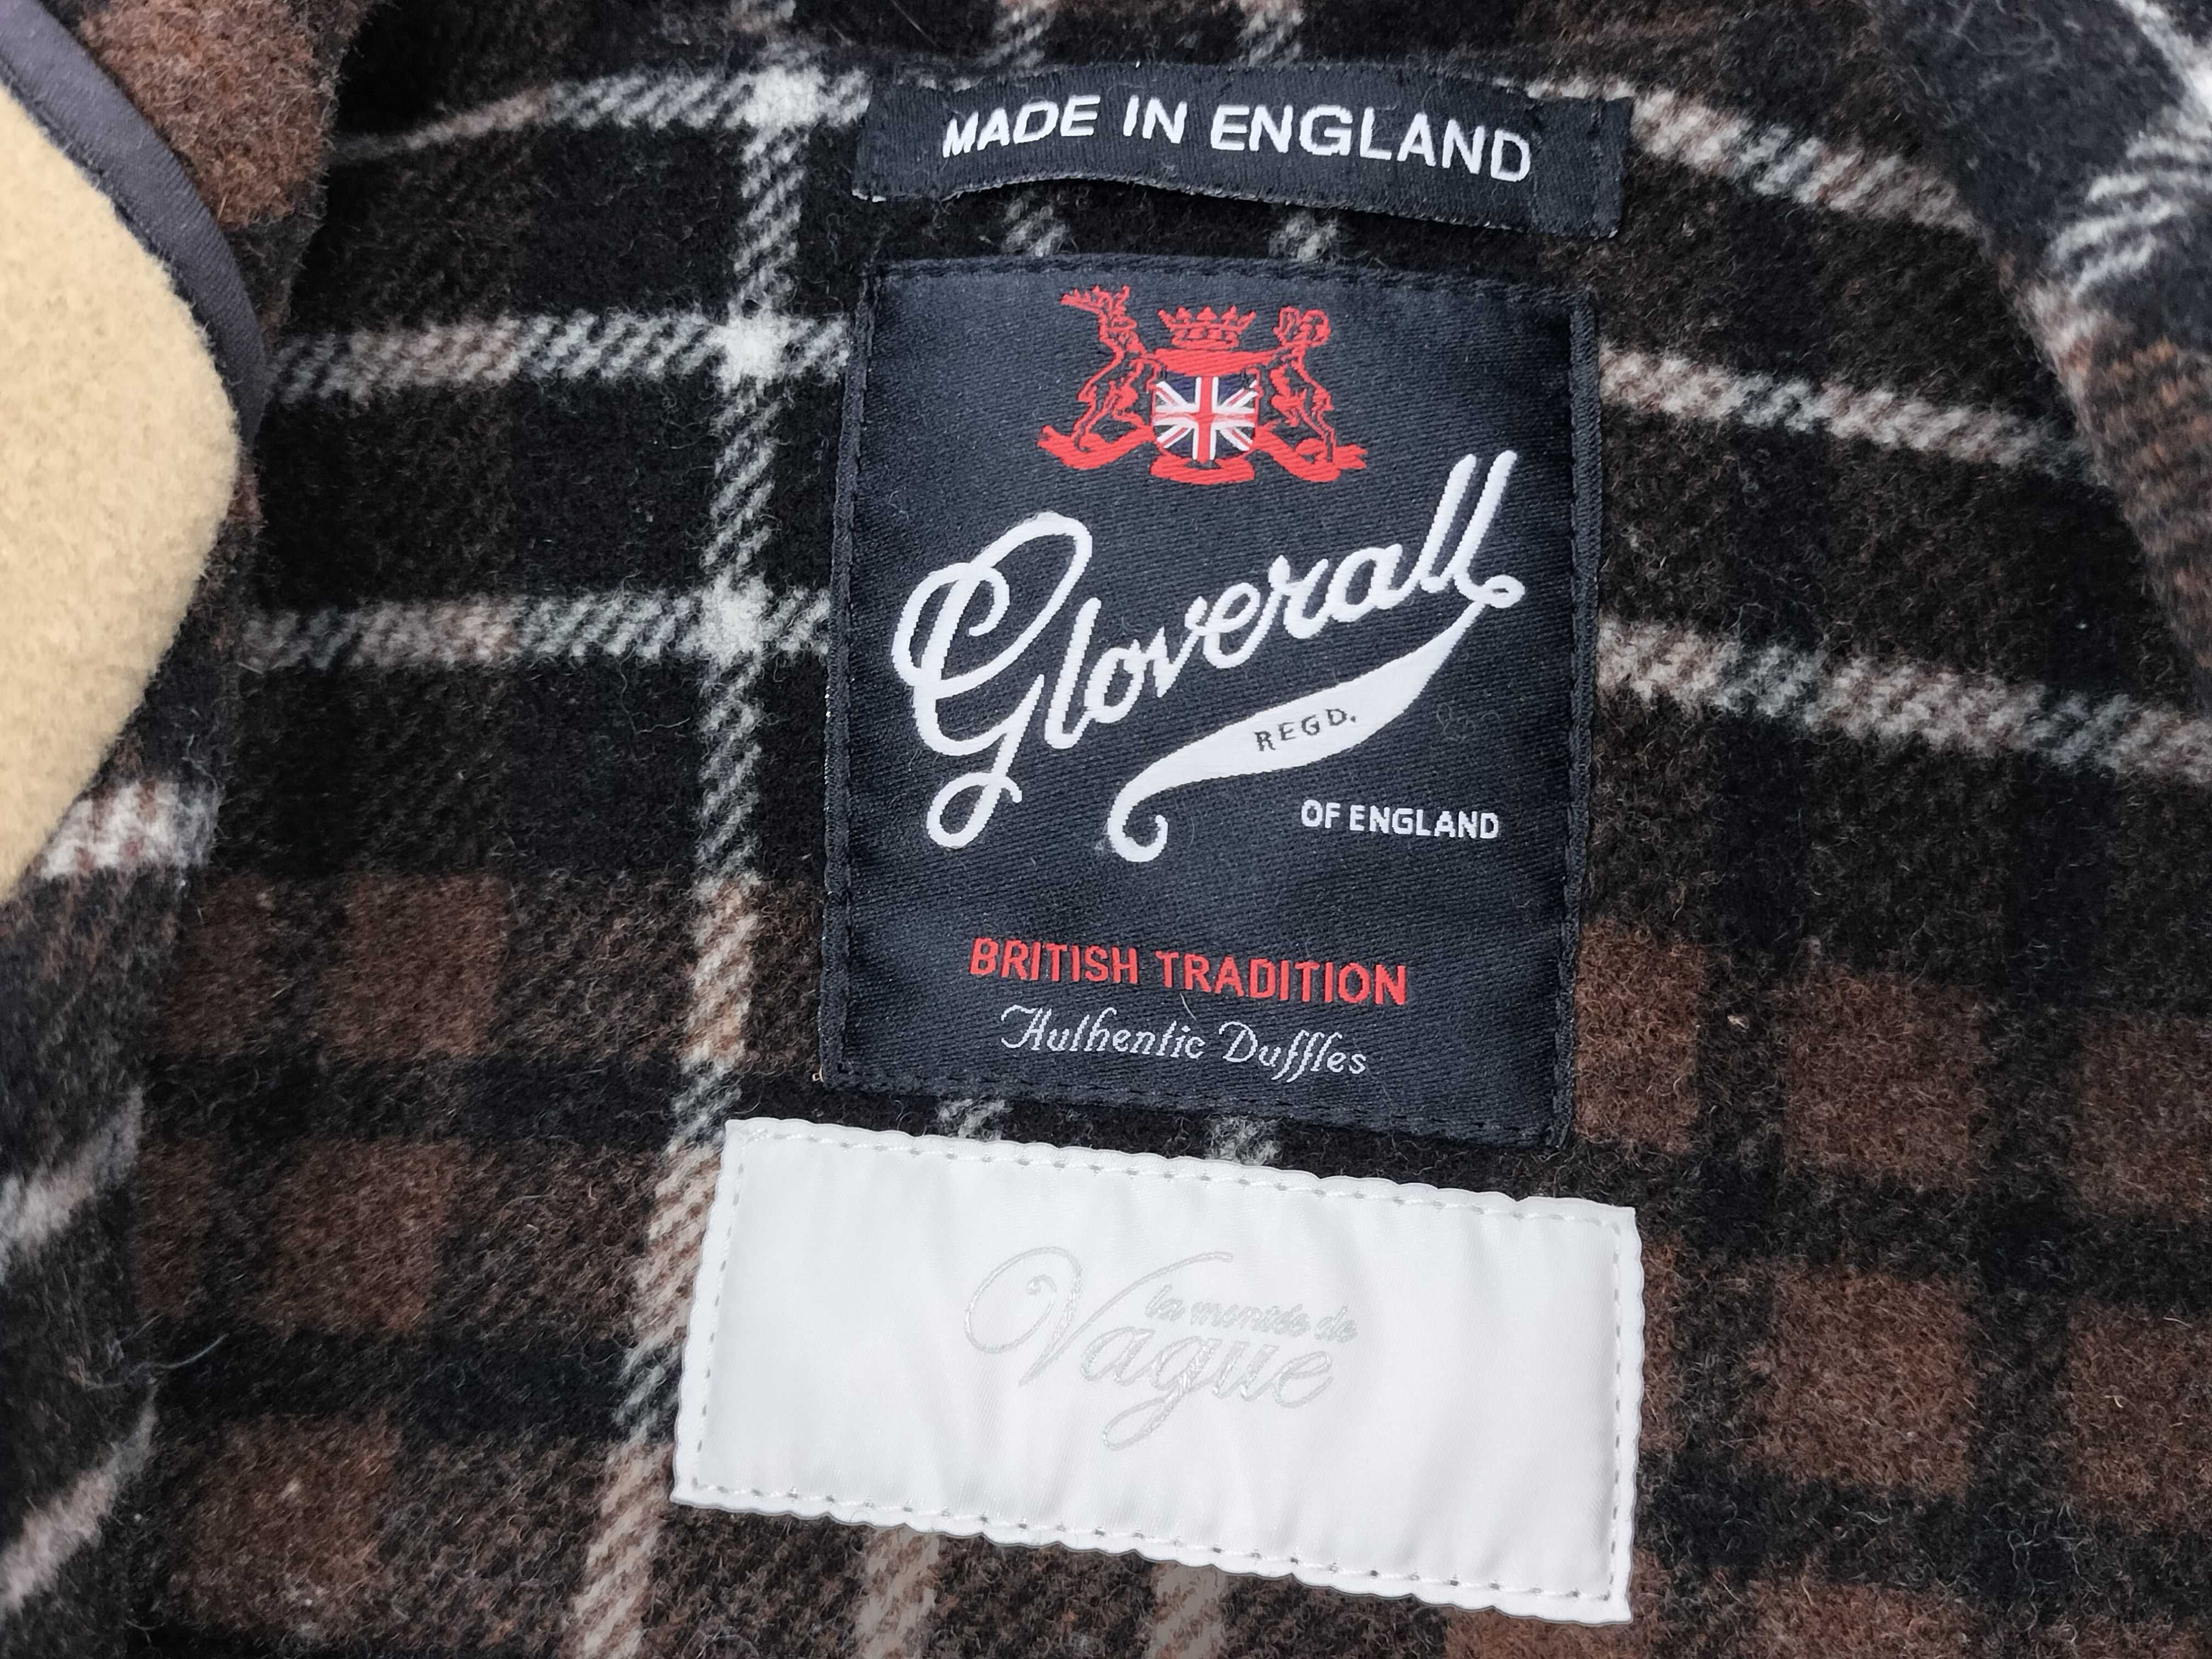 MADE IN ENGLAND
Gloverall
REGD.
OF ENGLAND
BRITISH TRADITION
Authentic Duffles
la montée de
Vague